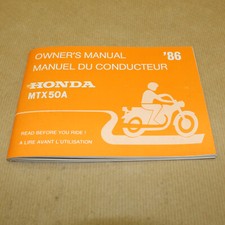 OWNER'S MANUAL '86
MANUEL DU CONDUCTEUR
HONDA
MTX50A
READ BEFORE YOU RIDE!
A LIRE AVANT L'UTILISATION